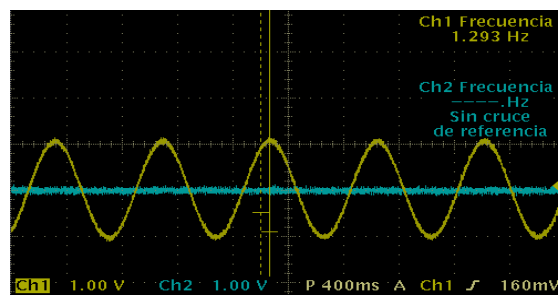 Ch1 Frecuencia
1.293 Hz
Ch2 Frecuencia
----.Hz
Sin cruce
de referencia
Ch1 1.00 V Ch2 1.00 V P 400ms A Ch1 ∫ 160mV